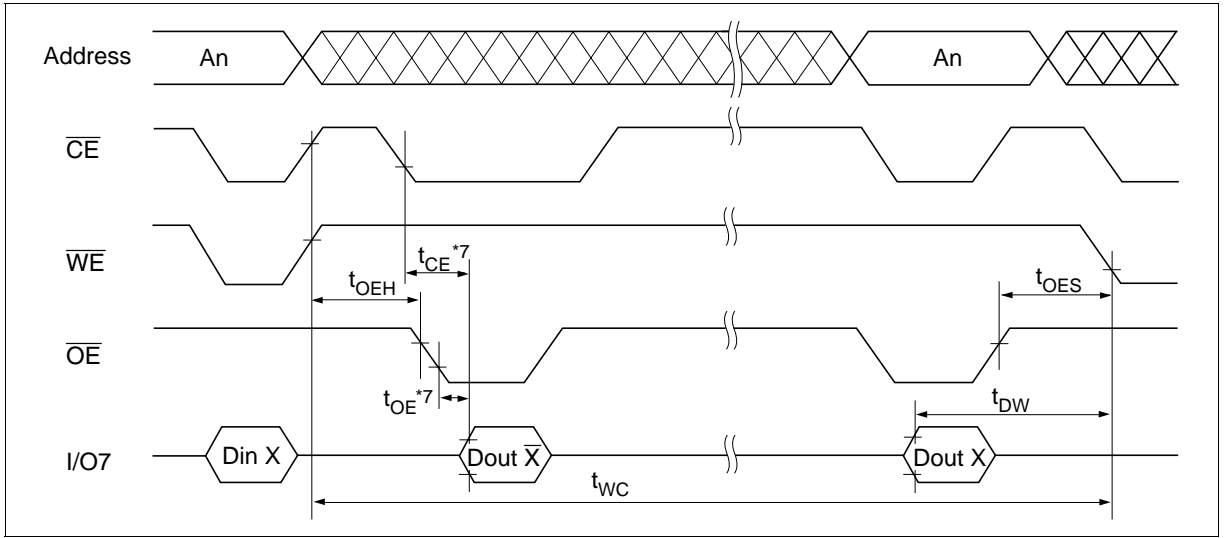 Address An An
CE
WE
tCE*7
tOEH tOES
OE
tOE*7 tDW
I/O7 Din X Dout X̅ Dout X
tWC